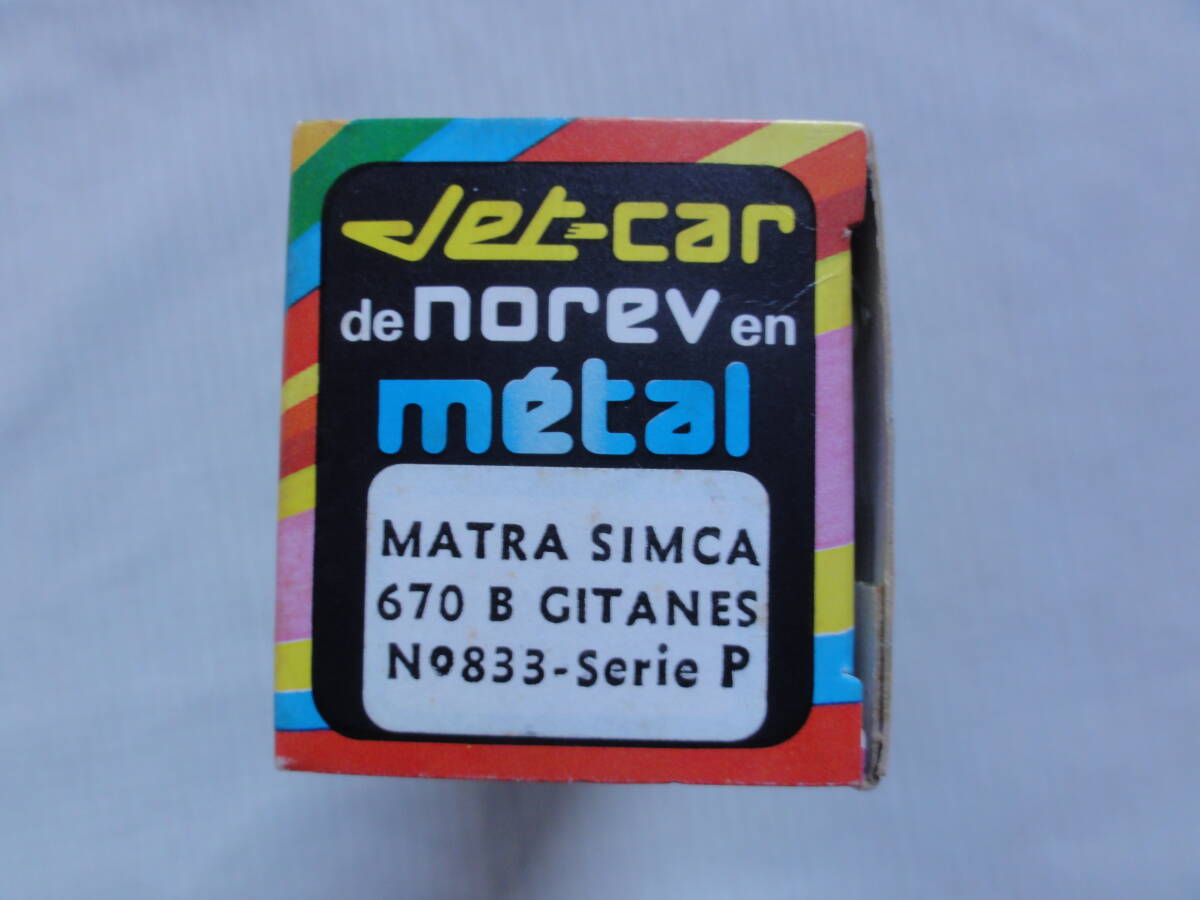 Jet-car
de norev en
métal
MATRA SIMCA
670 B GITANES
Nº833-Serie P